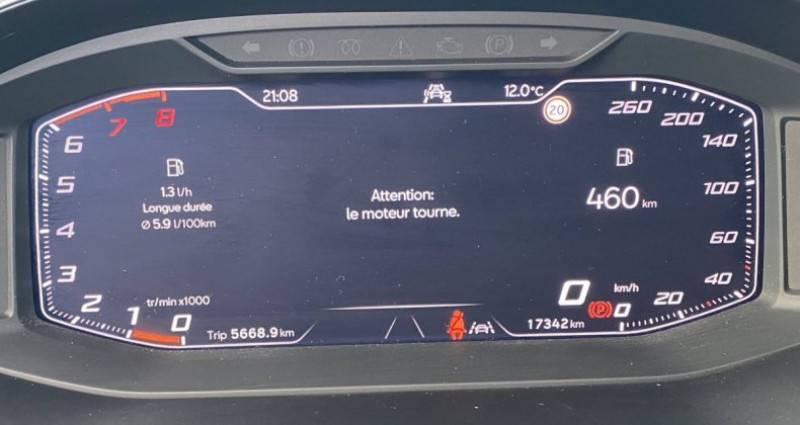 21:08
12.0°C
20
8
7
6
5
4
3
2
1
0
tr/min x1000
1.3 l/h
Longue durée
Ø 5.9 l/100km
Attention:
le moteur tourne.
460 km
260
200
140
100
60
40
20
0
0 km/h
P
P
Trip 5668.9 km
17342 km